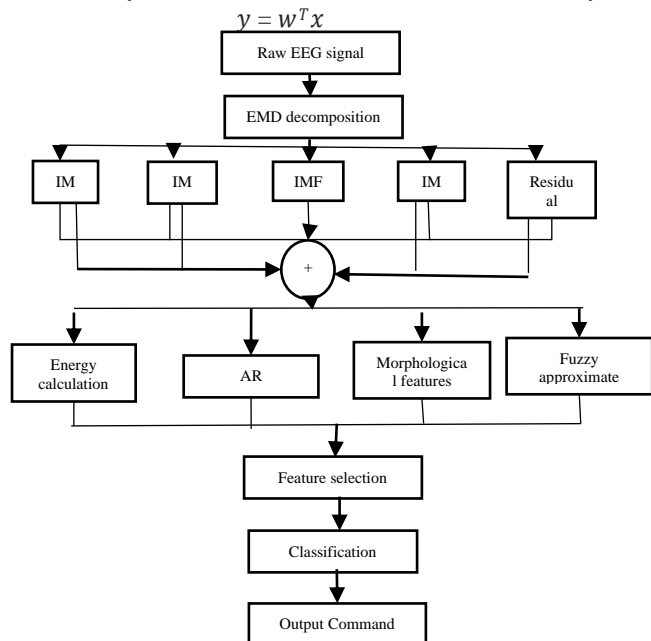 y = w^T x
Raw EEG signal
EMD decomposition
IM
IM
IMF
IM
Residu
al
+
Energy
calculation
AR
Morphologica
l features
Fuzzy
approximate
Feature selection
Classification
Output Command